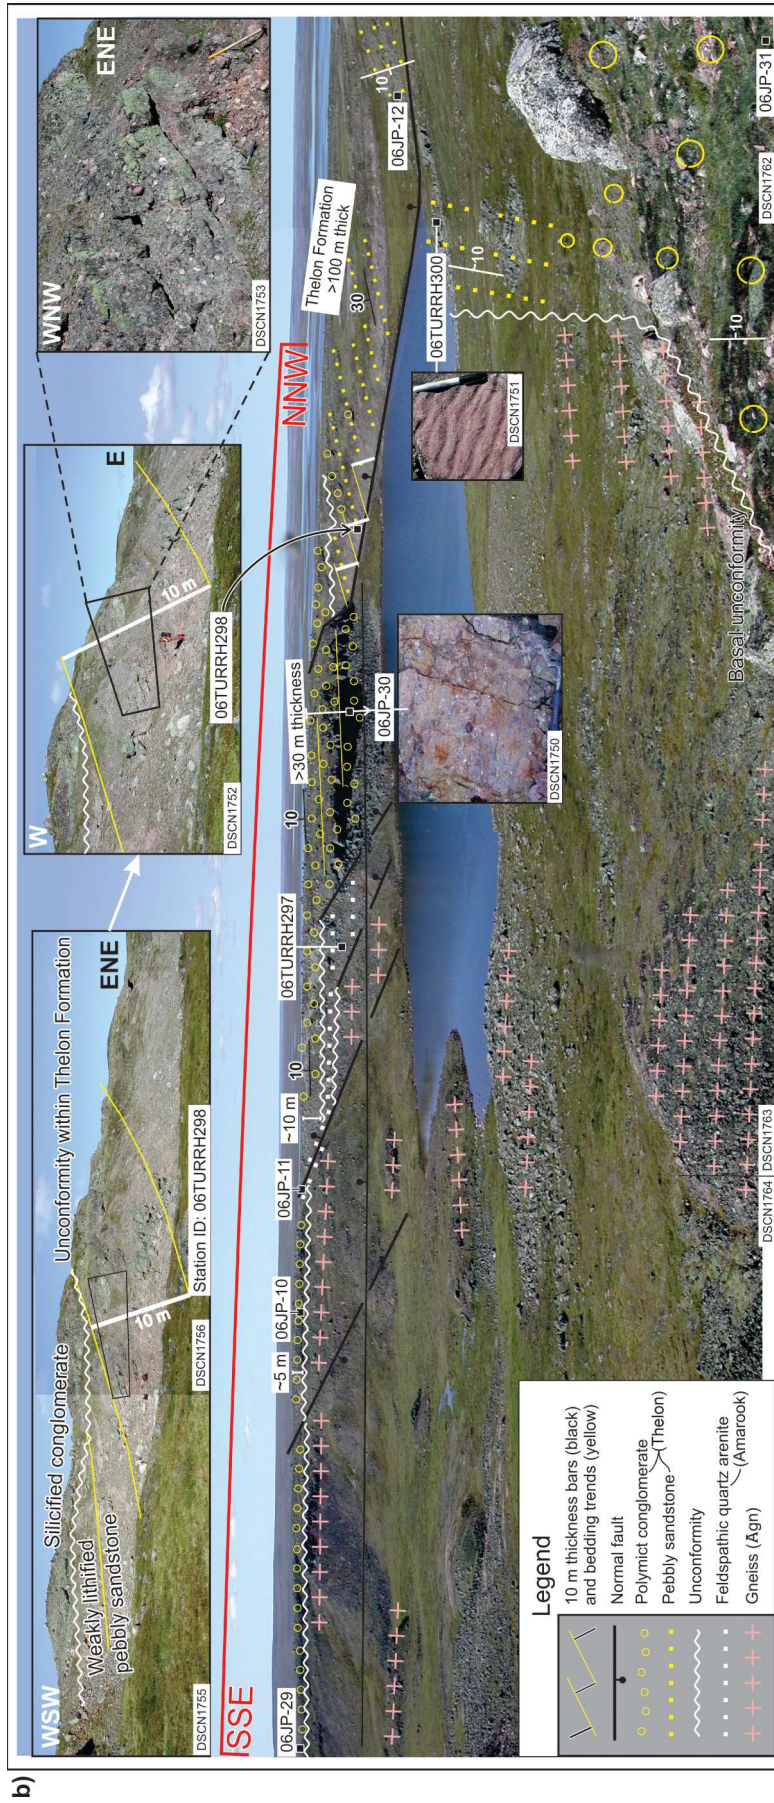 b)
WSW
Silicified conglomerate
Unconformity within Thelon Formation
ENE
Weakly lithified
pebbly sandstone
10 m
Station ID: 06TURRH298
DSCN1755
DSCN1756
W
E
10 m
DSCN1752
06TURRH298
WNW
ENE
DSCN1753
SSE
NNW
06JP-29
~5 m
06JP-10
06JP-11
~10 m
10
06TURRH297
10
>30 m thickness
06JP-30
Thelon Formation
>100 m thick
30
06JP-12
10
DSCN1750
DSCN1751
06TURRH300
10
Basal unconformity
10
DSCN1764
DSCN1763
DSCN1762
06JP-31
Legend
10 m thickness bars (black)
and bedding trends (yellow)
Normal fault
Polymict conglomerate
Pebbly sandstone
(Thelon)
Unconformity
Feldspathic quartz arenite
(Amarook)
Gneiss (Agn)